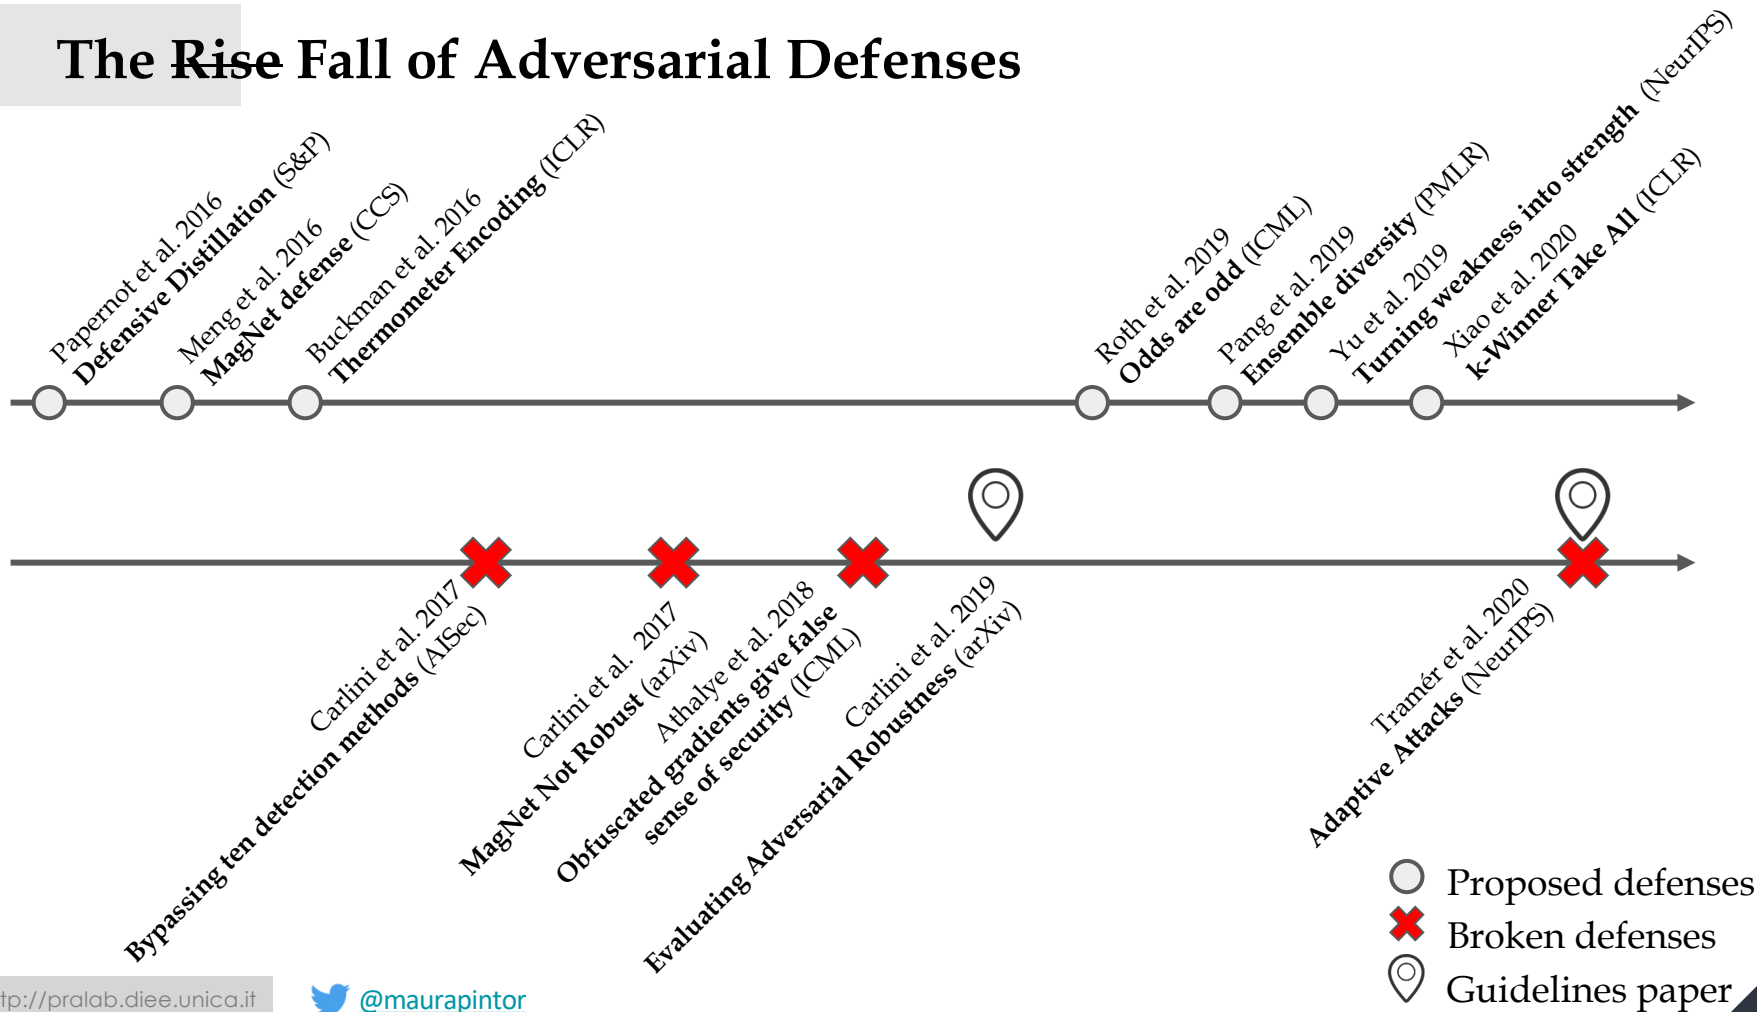 The Rise Fall of Adversarial Defenses
Papernot et al. 2016
Defensive Distillation (S&P)
Meng et al. 2016
MagNet defense (CCS)
Buckman et al. 2016
Thermometer Encoding (ICLR)
Roth et al. 2019
Odds are odd (ICML)
Pang et al. 2019
Ensemble diversity (PMLR)
Yu et al. 2019
Turning weakness into strength (NeurIPS)
Xiao et al. 2020
k-Winner Take All (ICLR)
Carlini et al. 2017
Bypassing ten detection methods (AISec)
Carlini et al. 2017
MagNet Not Robust (arXiv)
Athalye et al. 2018
Obfuscated gradients give false
sense of security (ICML)
Carlini et al. 2019
Evaluating Adversarial Robustness (arXiv)
Tramér et al. 2020
Adaptive Attacks (NeurIPS)
Proposed defenses
Broken defenses
Guidelines paper
tp://pralab.diee.unica.it
@maurapintor